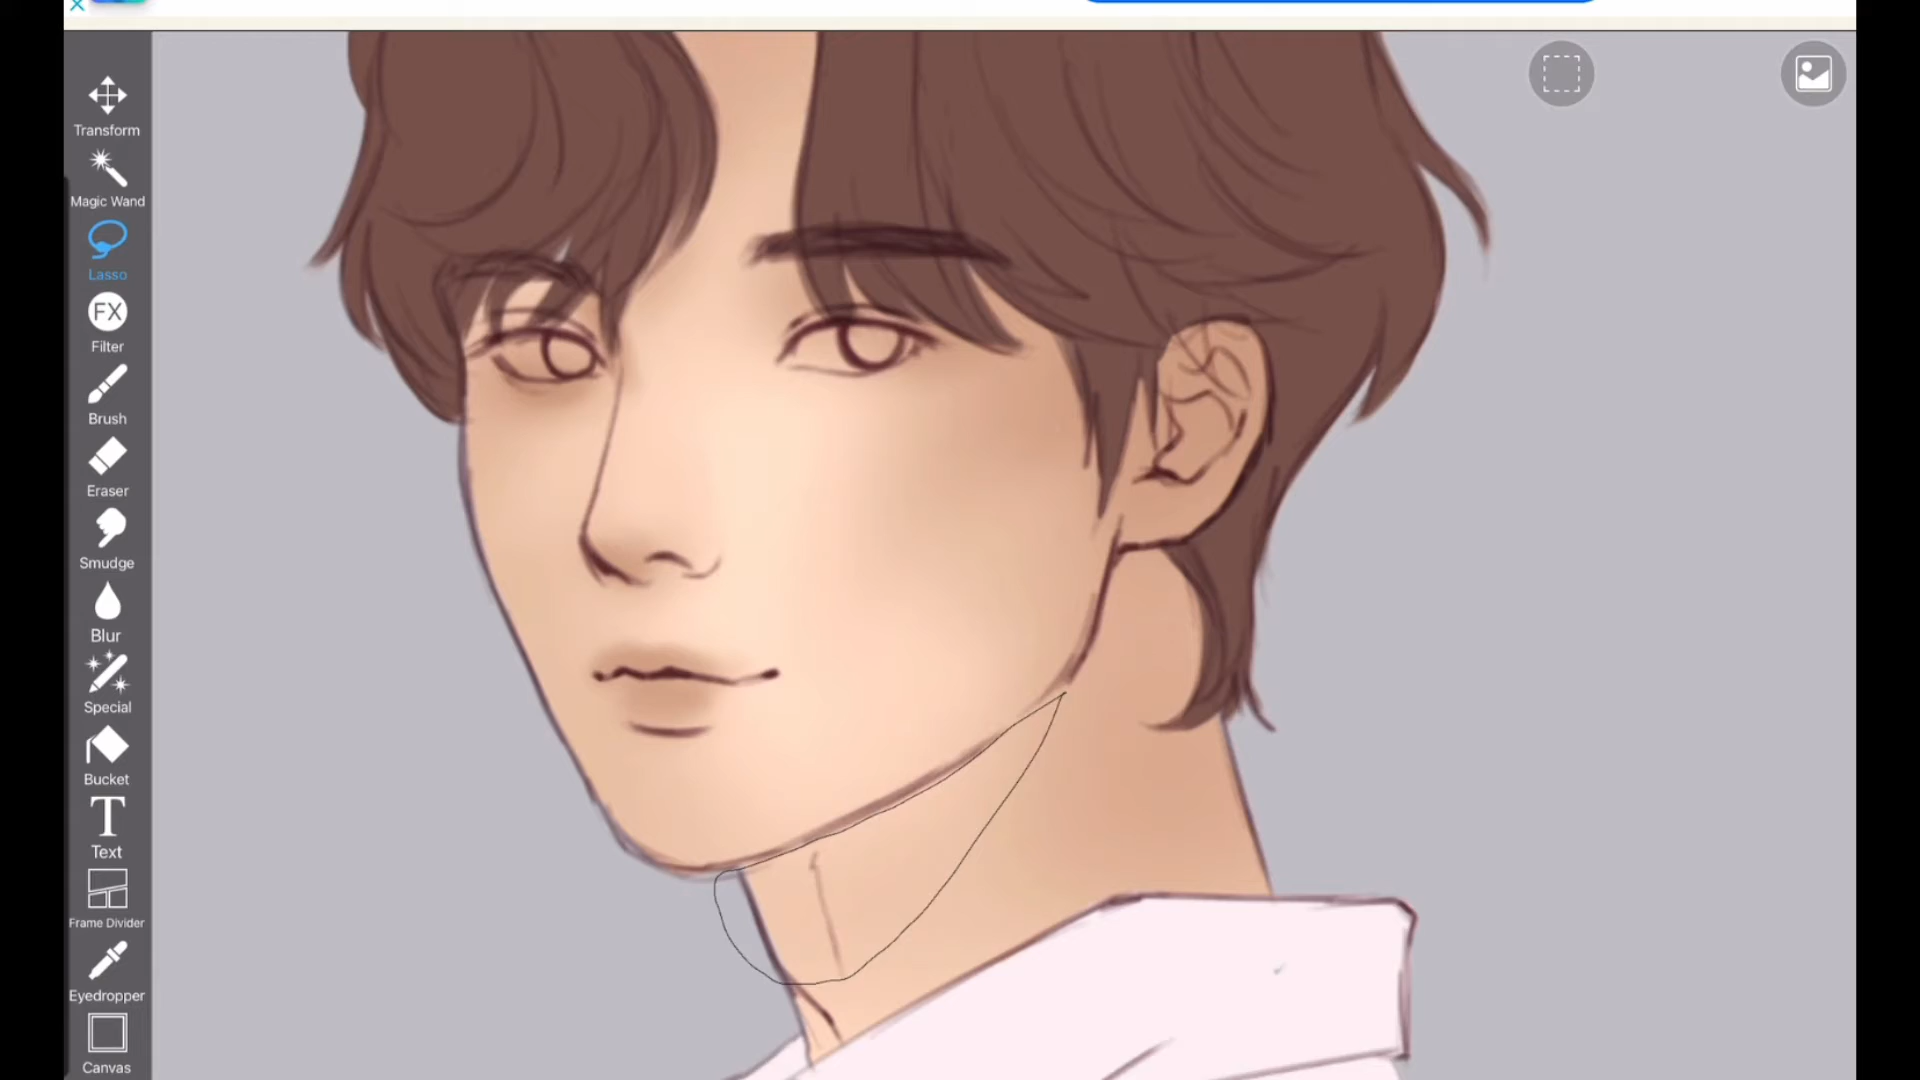 Transform
Magic Wand
Lasso
FX
Filter
Brush
Eraser
Smudge
Blur
Special
Bucket
T
Text
Frame Divider
Eyedropper
Canvas